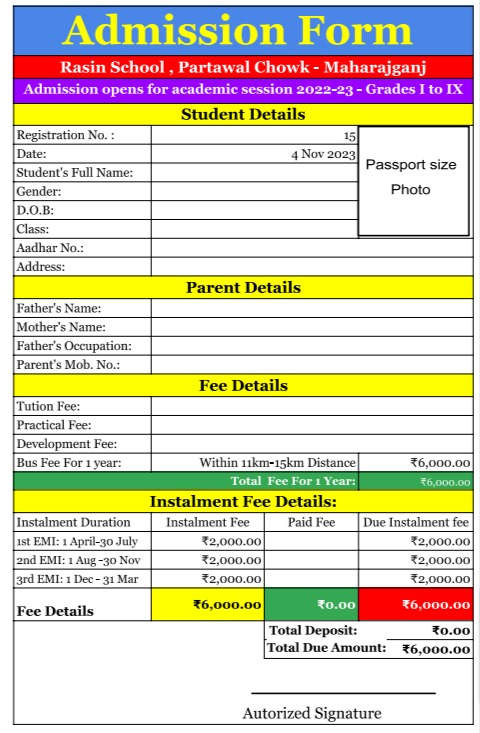 Admission Form
Rasin School , Partawal Chowk - Maharajganj
Admission opens for academic session 2022-23 - Grades I to IX
Student Details
Registration No. : 15
Date: 4 Nov 2023
Passport size
Photo
Student's Full Name:
Gender:
D.O.B:
Class:
Aadhar No.:
Address:
Parent Details
Father's Name:
Mother's Name:
Father's Occupation:
Parent's Mob. No.:
Fee Details
Tution Fee:
Practical Fee:
Development Fee:
Bus Fee For 1 year: Within 11km-15km Distance ₹6,000.00
Total Fee For 1 Year: ₹6,000.00
Instalment Fee Details:
Instalment Duration Instalment Fee Paid Fee Due Instalment fee
1st EMI: 1 April-30 July ₹2,000.00 ₹2,000.00
2nd EMI: 1 Aug -30 Nov ₹2,000.00 ₹2,000.00
3rd EMI: 1 Dec - 31 Mar ₹2,000.00 ₹2,000.00
Fee Details ₹6,000.00 ₹0.00 ₹6,000.00
Total Deposit: ₹0.00
Total Due Amount: ₹6,000.00
Autorized Signature